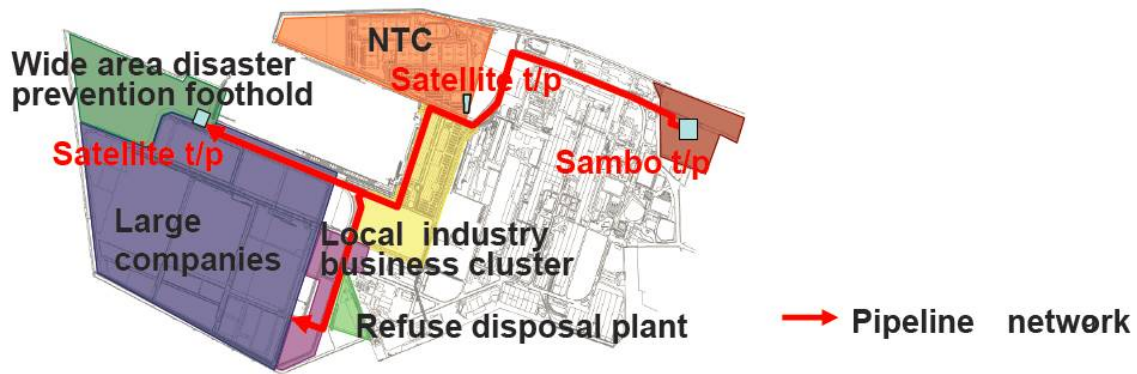 NTC
Wide area disaster
prevention foothold
Satellite t/p
Satellite t/p
Sambo t/p
Large
companies
Local industry
business cluster
Refuse disposal plant
Pipeline network